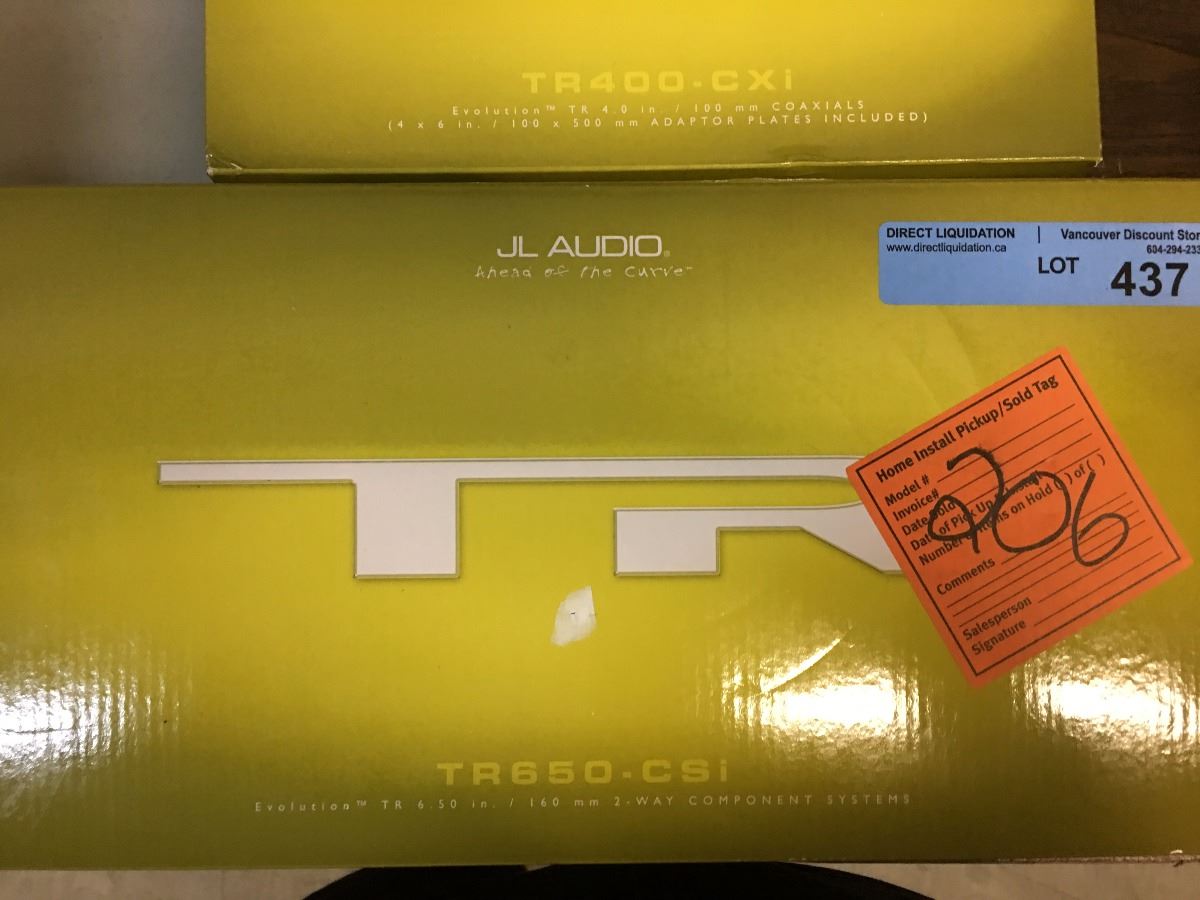 TR400-CXi
Evolution™ TR 4.0 in. / 100 mm COAXIALS
(4 x 6 in. / 100 x 500 mm ADAPTOR PLATES INCLUDED)
JL AUDIO®
Ahead of the Curve™
DIRECT LIQUIDATION | Vancouver Discount Stor
www.directliquidation.ca 604-294-233
LOT 437
TR
Home Install Pickup/Sold Tag
Model #
Invoice#
Date Sold
Date of Pick Up
Number of Items on Hold ( ) of ( )
206
Comments
Salesperson
Signature
TR650-CSi
Evolution™ TR 6.50 in. / 160 mm 2-WAY COMPONENT SYSTEMS